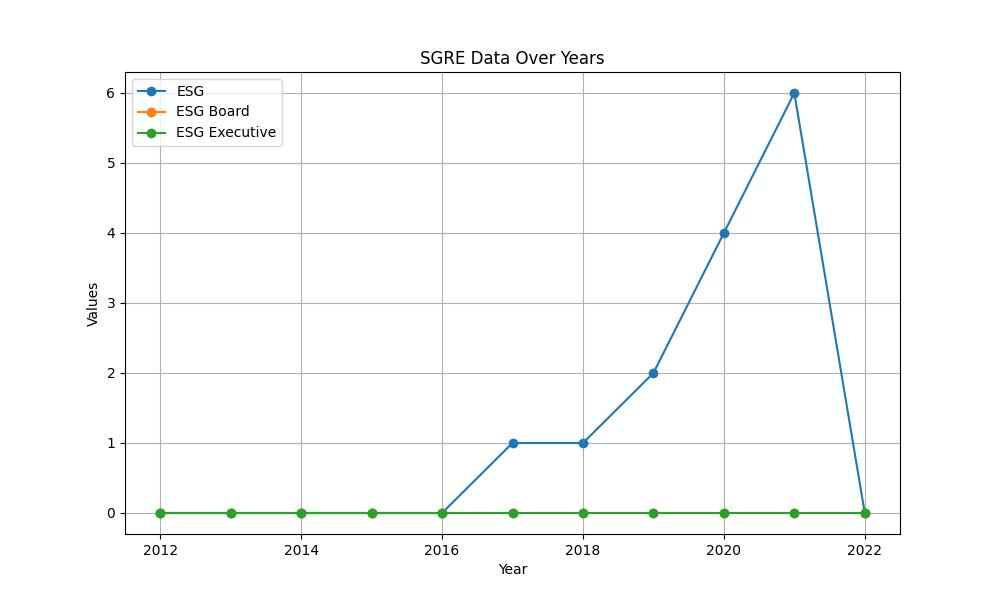 SGRE Data Over Years
ESG
ESG Board
ESG Executive
6
5
4
3
2
1
0
Values
2012 2014 2016 2018 2020 2022
Year